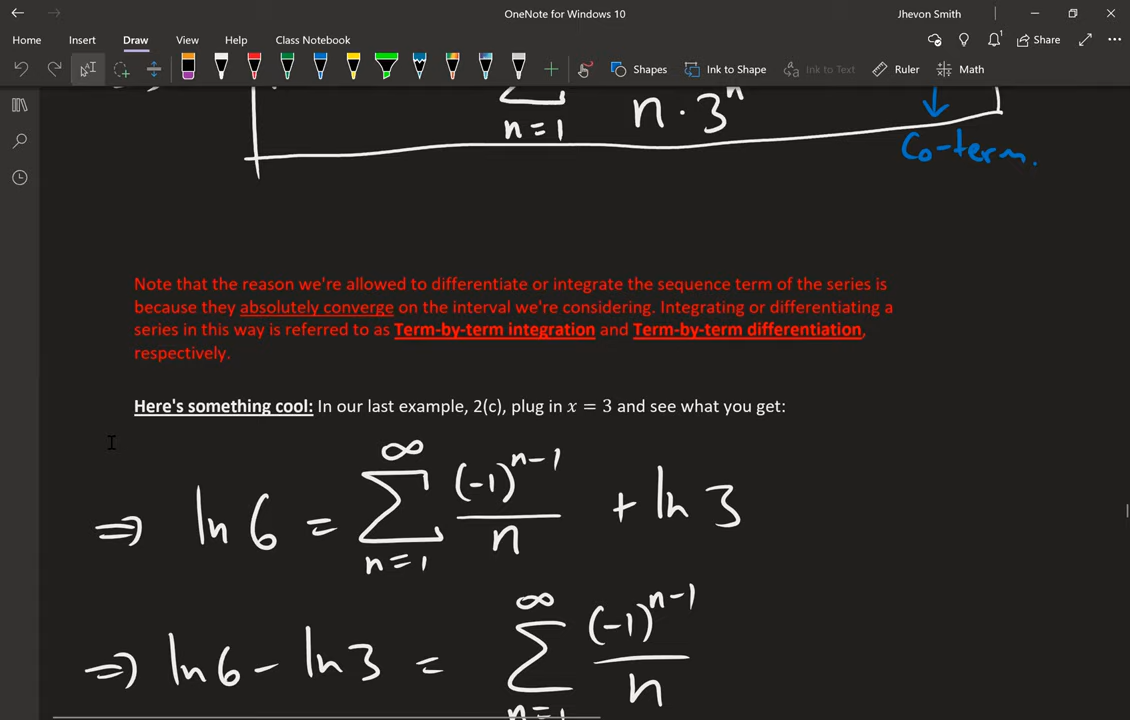 OneNote for Windows 10
Jhevon Smith
Home Insert Draw View Help Class Notebook
Share
Shapes Ink to Shape Ink to Text Ruler Math
n=1 n · 3^n
Co-term.
Note that the reason we're allowed to differentiate or integrate the sequence term of the series is
because they absolutely converge on the interval we're considering. Integrating or differentiating a
series in this way is referred to as Term-by-term integration and Term-by-term differentiation,
respectively.
Here's something cool: In our last example, 2(c), plug in x = 3 and see what you get:
⇒ ln 6 = ∑_{n=1}^{∞} (-1)^{n-1}/n + ln 3
⇒ ln 6 - ln 3 = ∑_{n=1}^{∞} (-1)^{n-1}/n